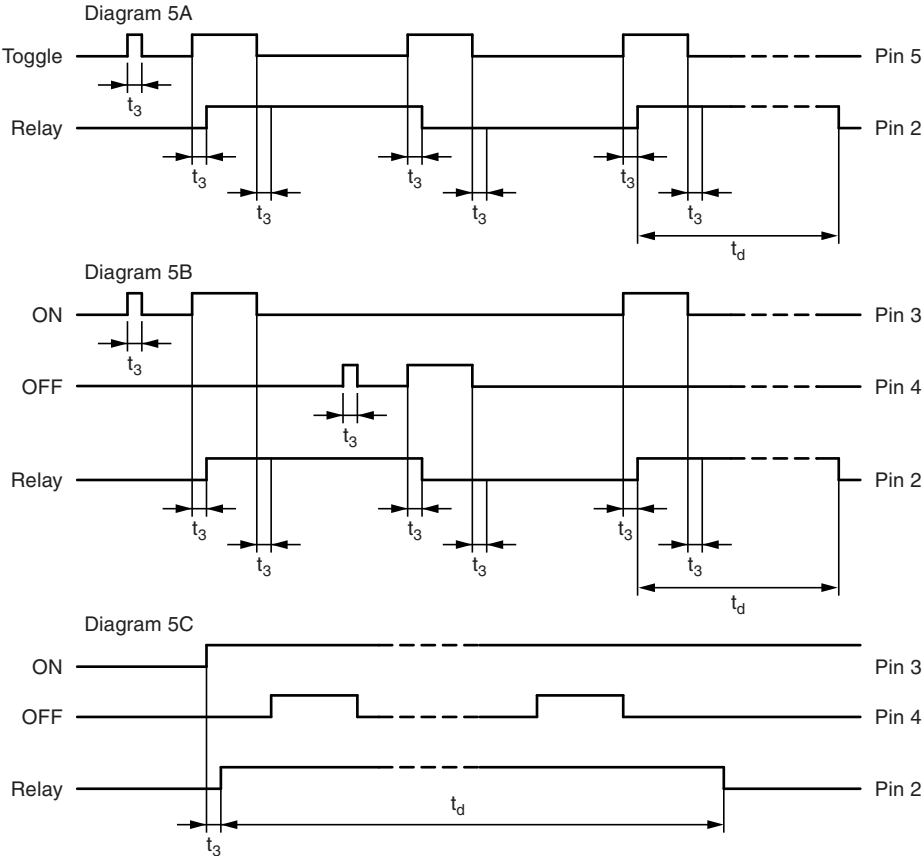 Diagram 5A
Toggle Pin 5
t3
Relay Pin 2
t3 t3 t3
t3 t3 t3
td
Diagram 5B
ON Pin 3
t3
OFF Pin 4
t3
Relay Pin 2
t3 t3 t3
t3 t3 t3
td
Diagram 5C
ON Pin 3
OFF Pin 4
Relay Pin 2
td
t3